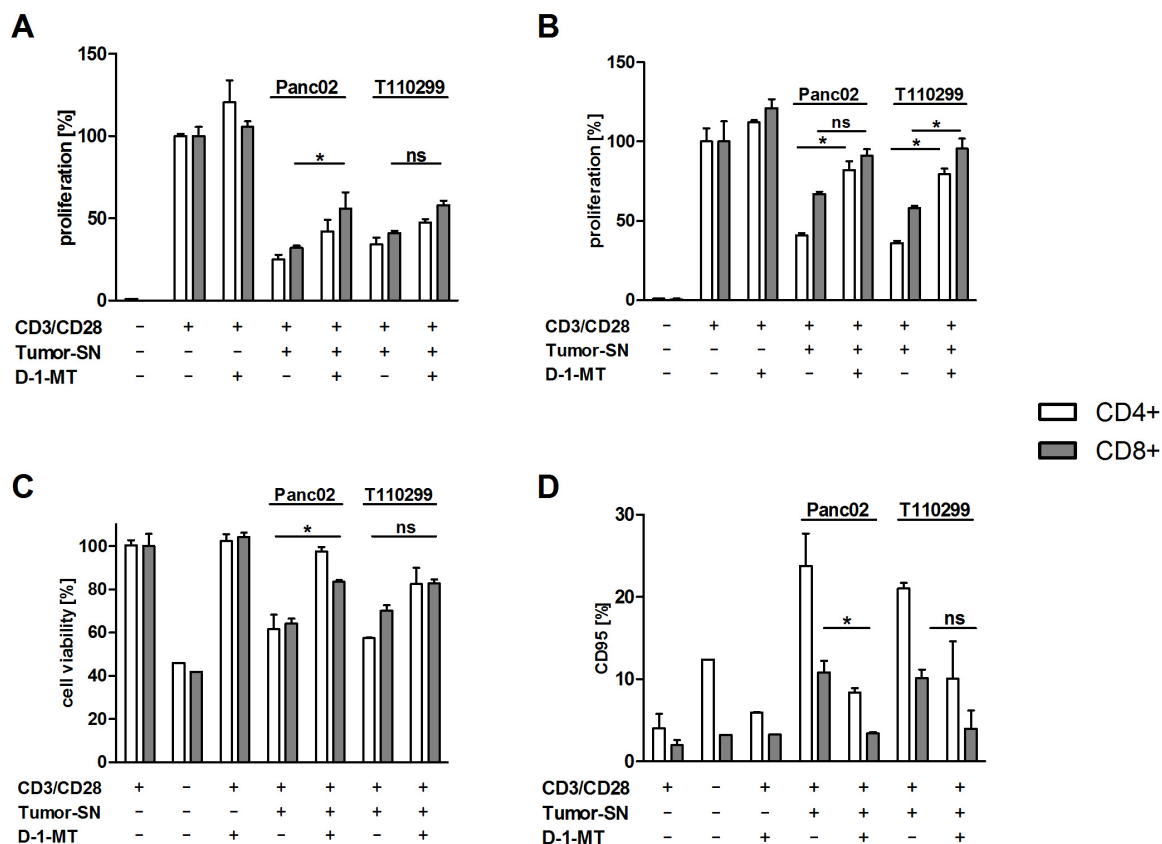 A
150
100
50
0
proliferation [%]
Panc02 T110299
* ns
CD3/CD28 – + + + + + +
Tumor-SN – – – + + + +
D-1-MT – – + – + – +
B
150
100
50
0
proliferation [%]
Panc02 T110299
ns *
* *
CD3/CD28 – + + + + + +
Tumor-SN – – – + + + +
D-1-MT – – + – + – +
CD4+
CD8+
C
100
80
60
40
20
0
cell viability [%]
Panc02 T110299
* ns
CD3/CD28 + – + + + + +
Tumor-SN – – – + + + +
D-1-MT – – + – + – +
D
30
20
10
0
CD95 [%]
Panc02 T110299
* ns
CD3/CD28 + – + + + + +
Tumor-SN – – – + + + +
D-1-MT – – + – + – +